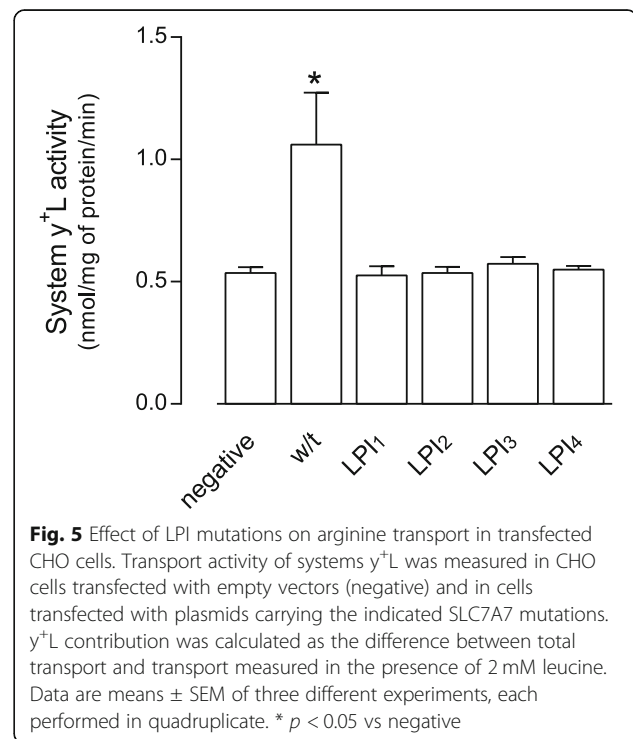 1.5
*
1.0
0.5
0.0
System y⁺L activity
(nmol/mg of protein/min)
negative
w/t
LPI₁
LPI₂
LPI₃
LPI₄
Fig. 5 Effect of LPI mutations on arginine transport in transfected
CHO cells. Transport activity of systems y⁺L was measured in CHO
cells transfected with empty vectors (negative) and in cells
transfected with plasmids carrying the indicated SLC7A7 mutations.
y⁺L contribution was calculated as the difference between total
transport and transport measured in the presence of 2 mM leucine.
Data are means ± SEM of three different experiments, each
performed in quadruplicate. * p < 0.05 vs negative